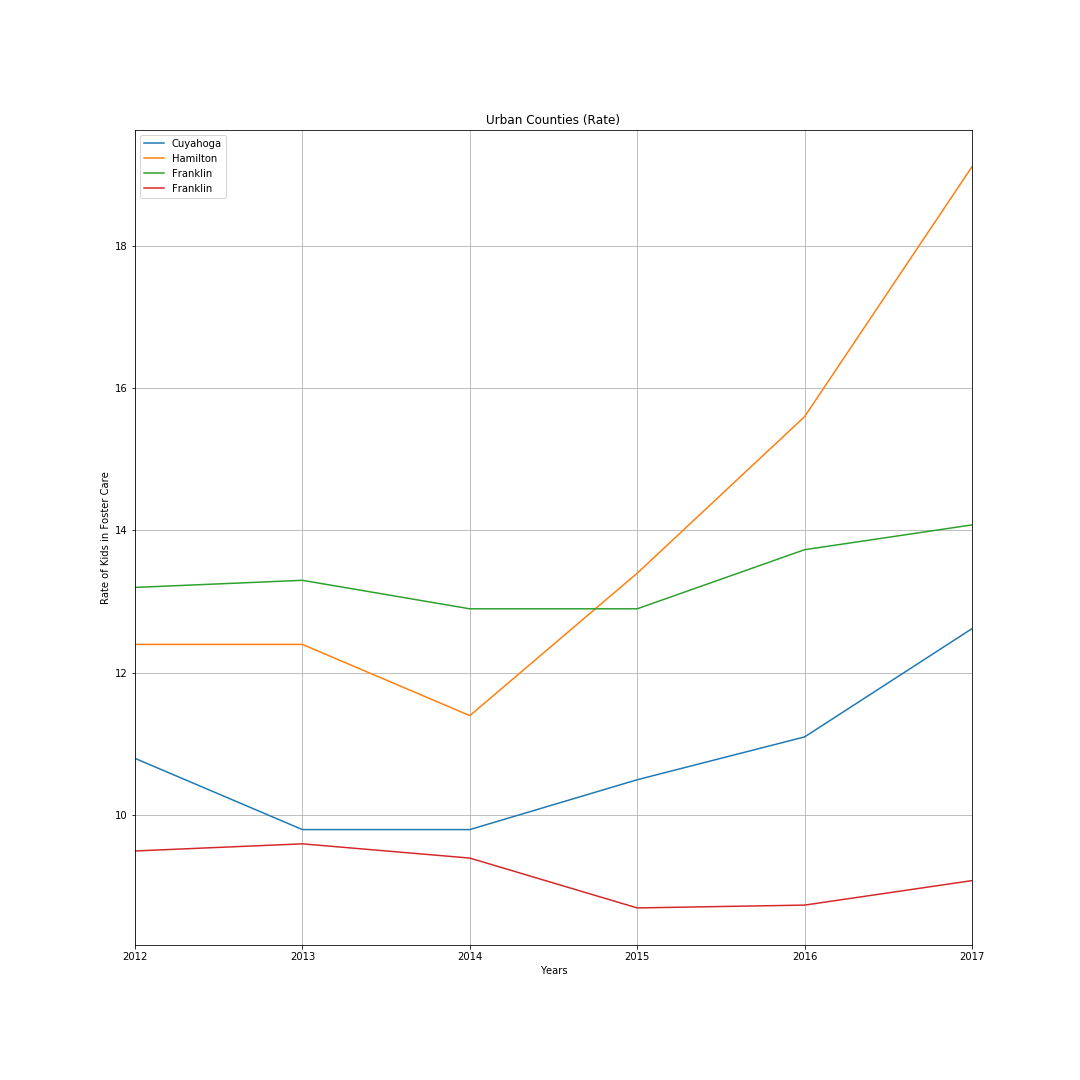 Urban Counties (Rate)
Cuyahoga
Hamilton
Franklin
Franklin
18
16
14
12
10
Rate of Kids in Foster Care
2012 2013 2014 2015 2016 2017
Years